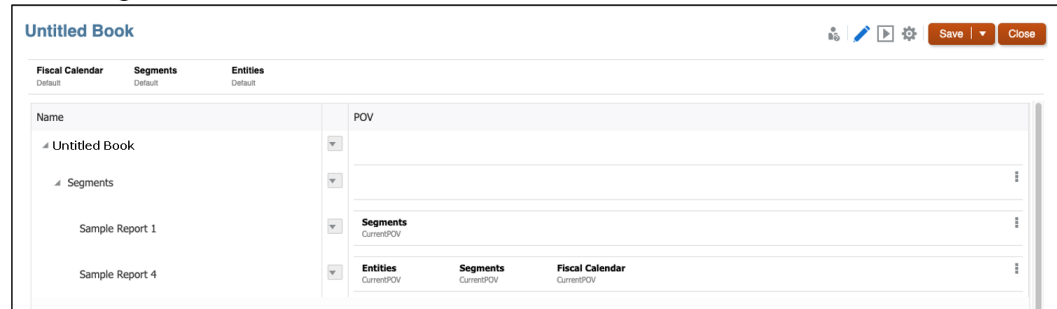 Untitled Book
Save Close
Fiscal Calendar Segments Entities
Default Default Default
Name POV
Untitled Book
Segments
Sample Report 1
Segments
CurrentPOV
Sample Report 4
Entities Segments Fiscal Calendar
CurrentPOV CurrentPOV CurrentPOV